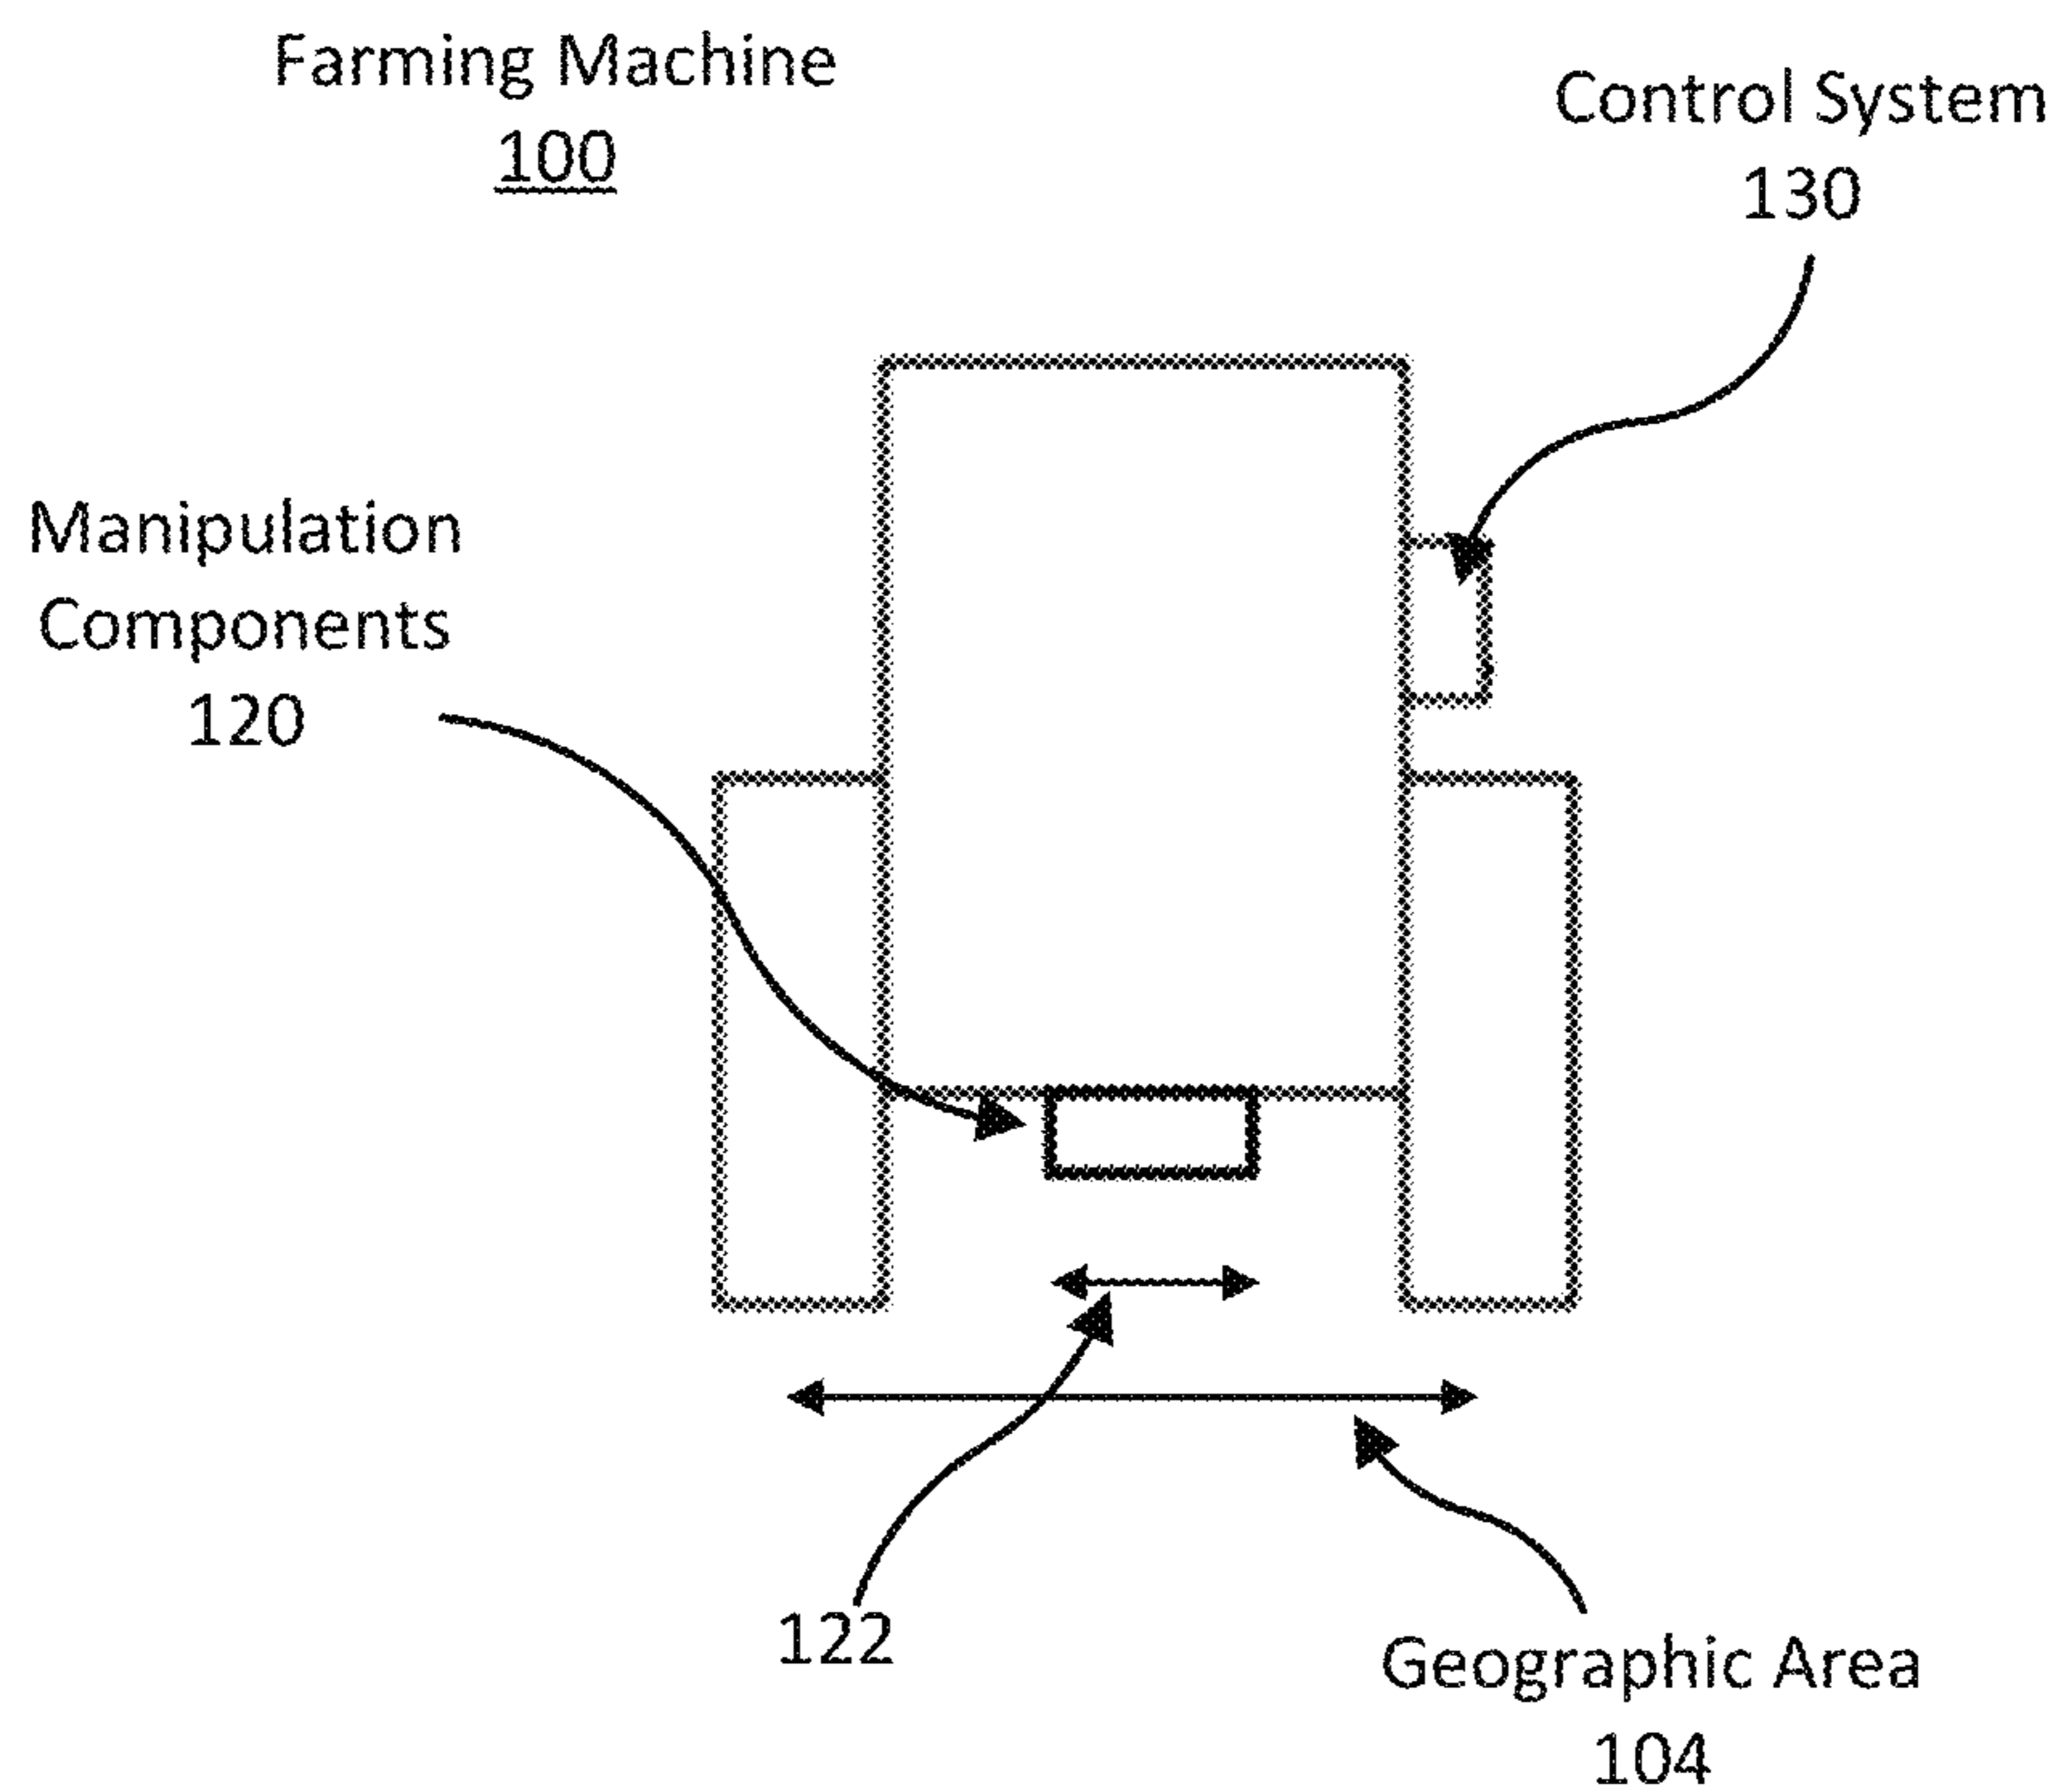 Farming Machine
100
Control System
130
Manipulation
Components
120
122
Geographic Area
104